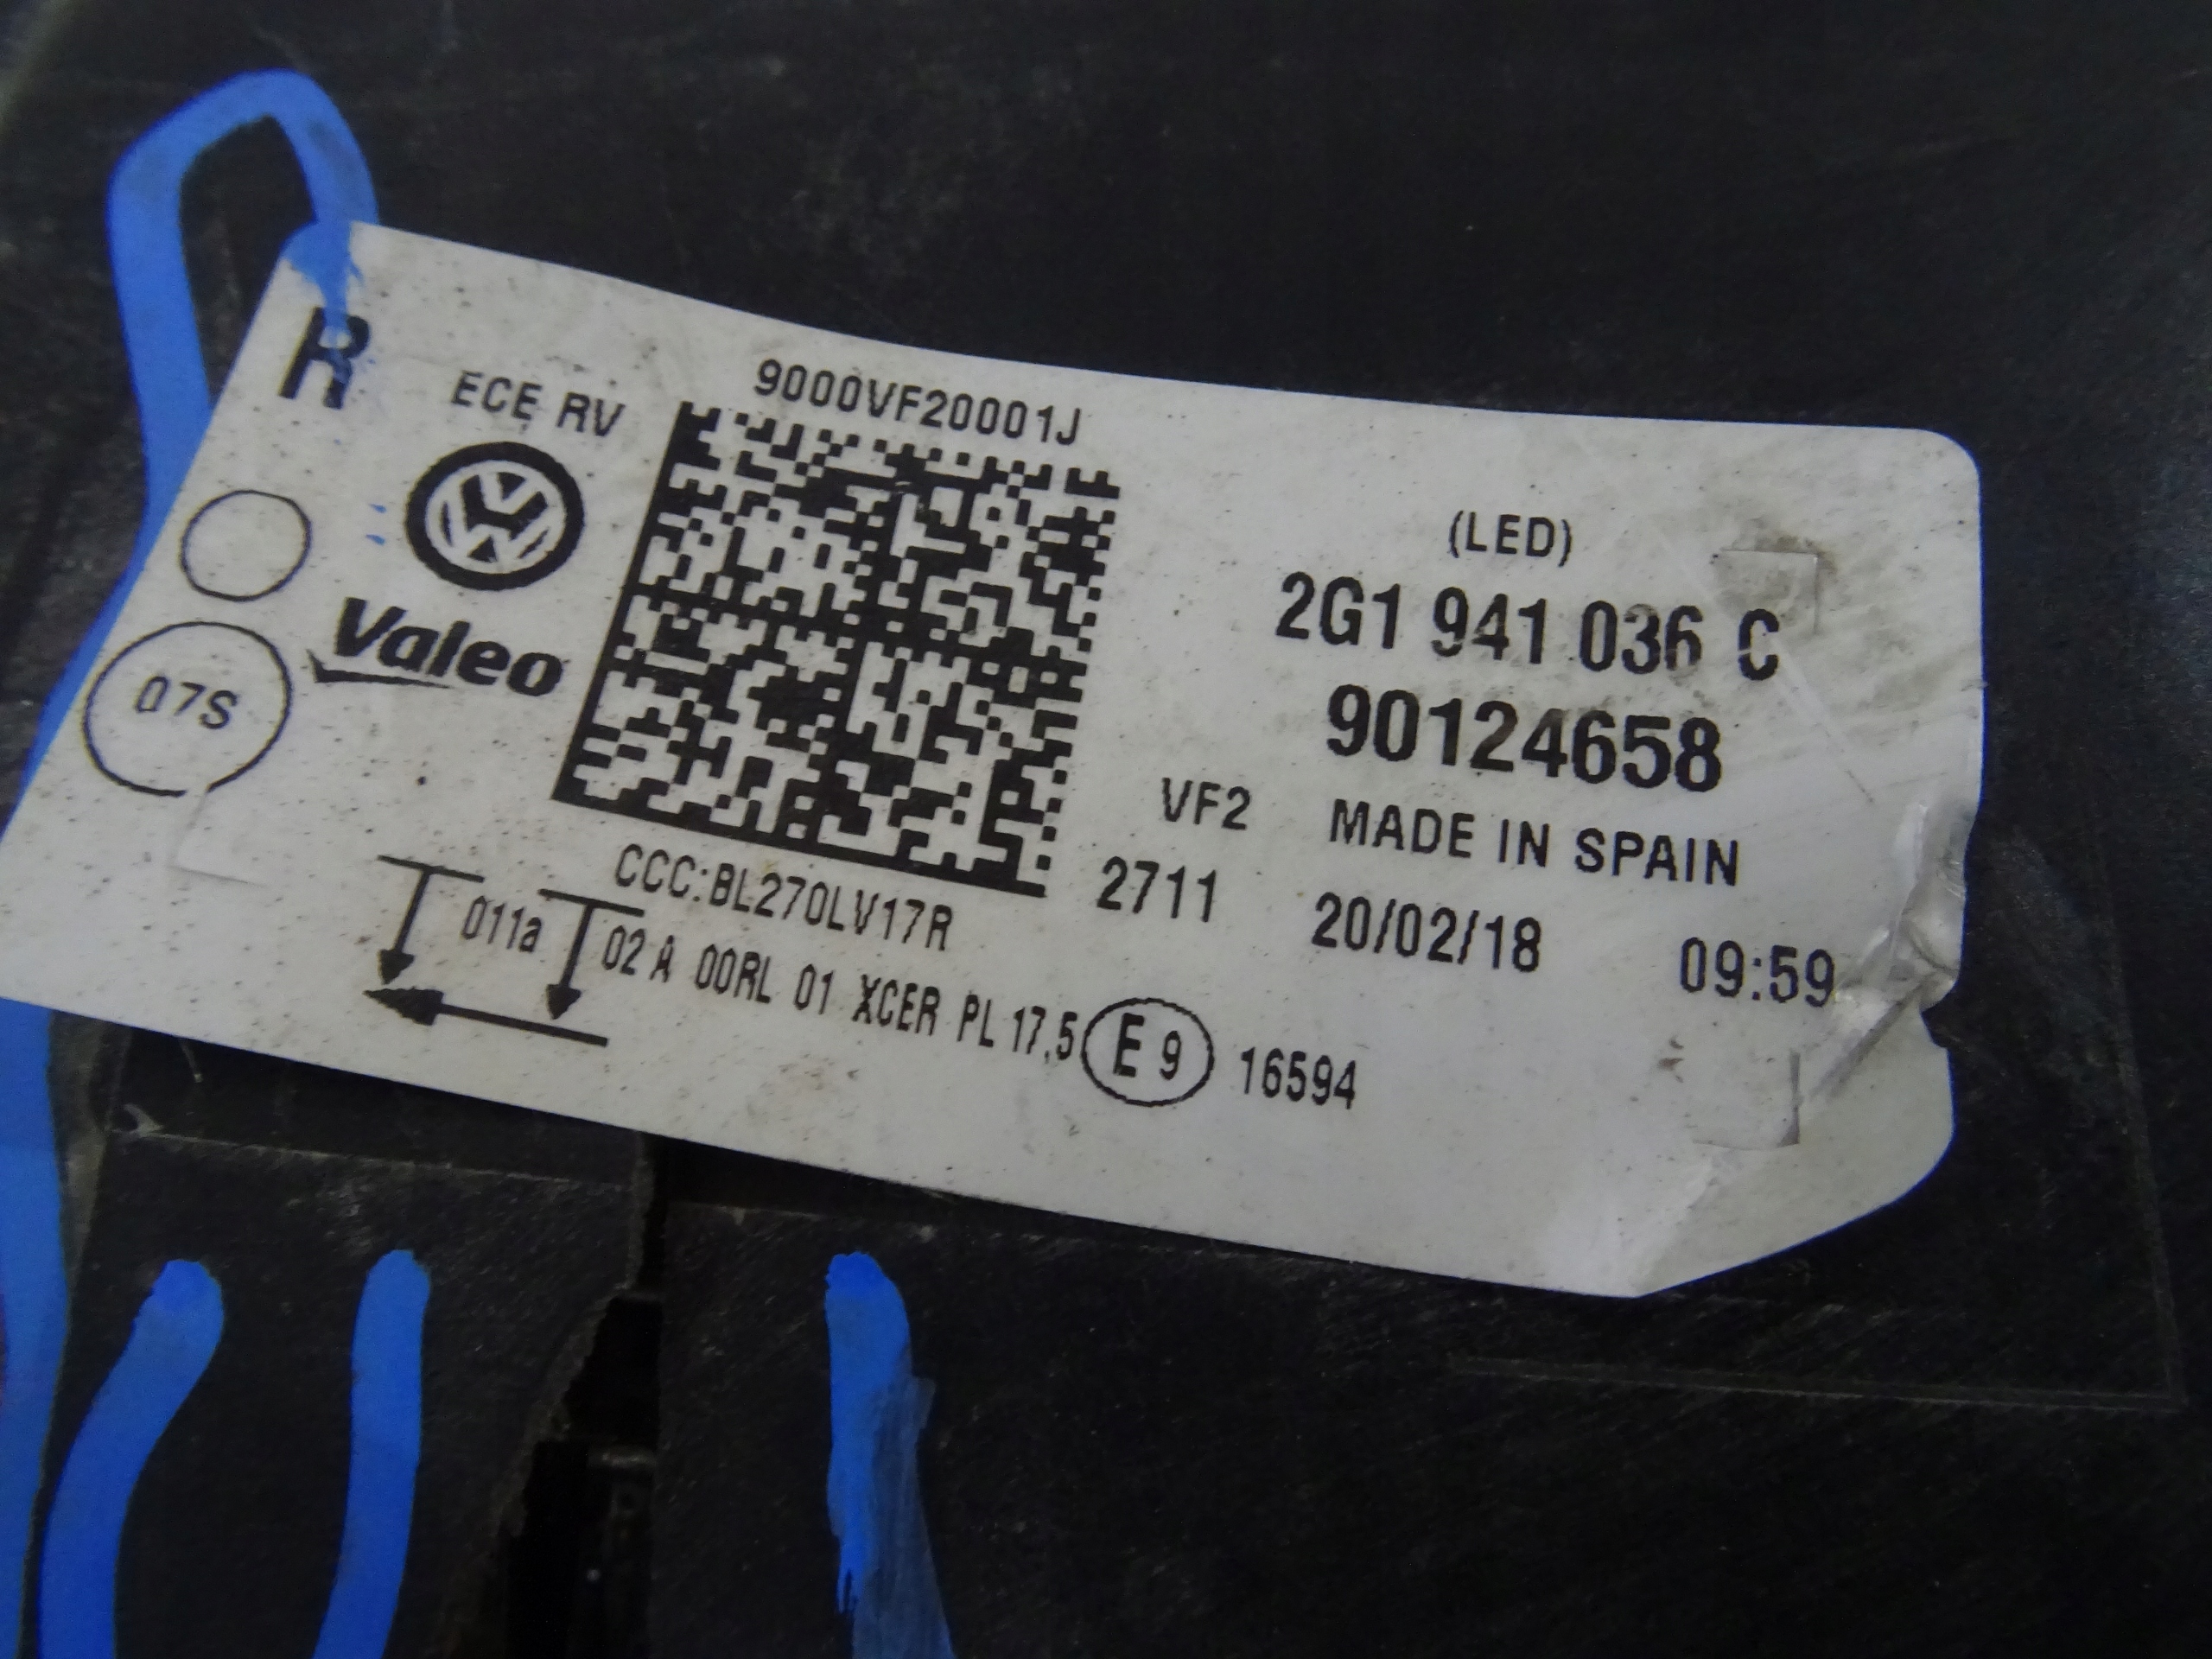 R
ECE RV
9000VF20001J
07S
Valeo
(LED)
2G1 941 036 C
90124658
VF2 MADE IN SPAIN
2711 20/02/18 09:59
CCC:BL270LV17R
011a 02 A 00RL 01 XCER PL 17,5 E 9 16594